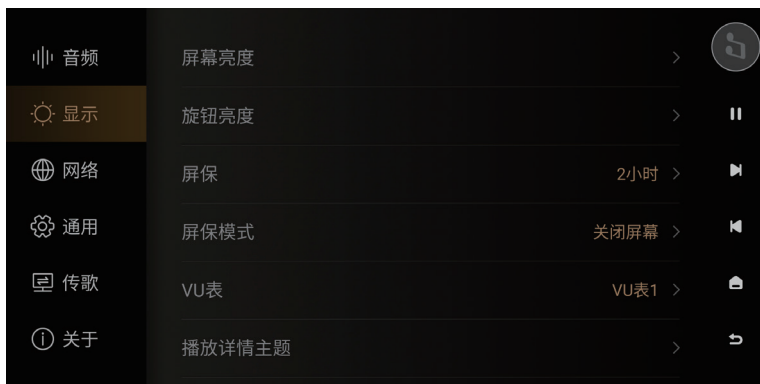 音频
显示
网络
通用
传歌
关于
屏幕亮度
旋钮亮度
屏保 2小时
屏保模式 关闭屏幕
VU表 VU表1
播放详情主题